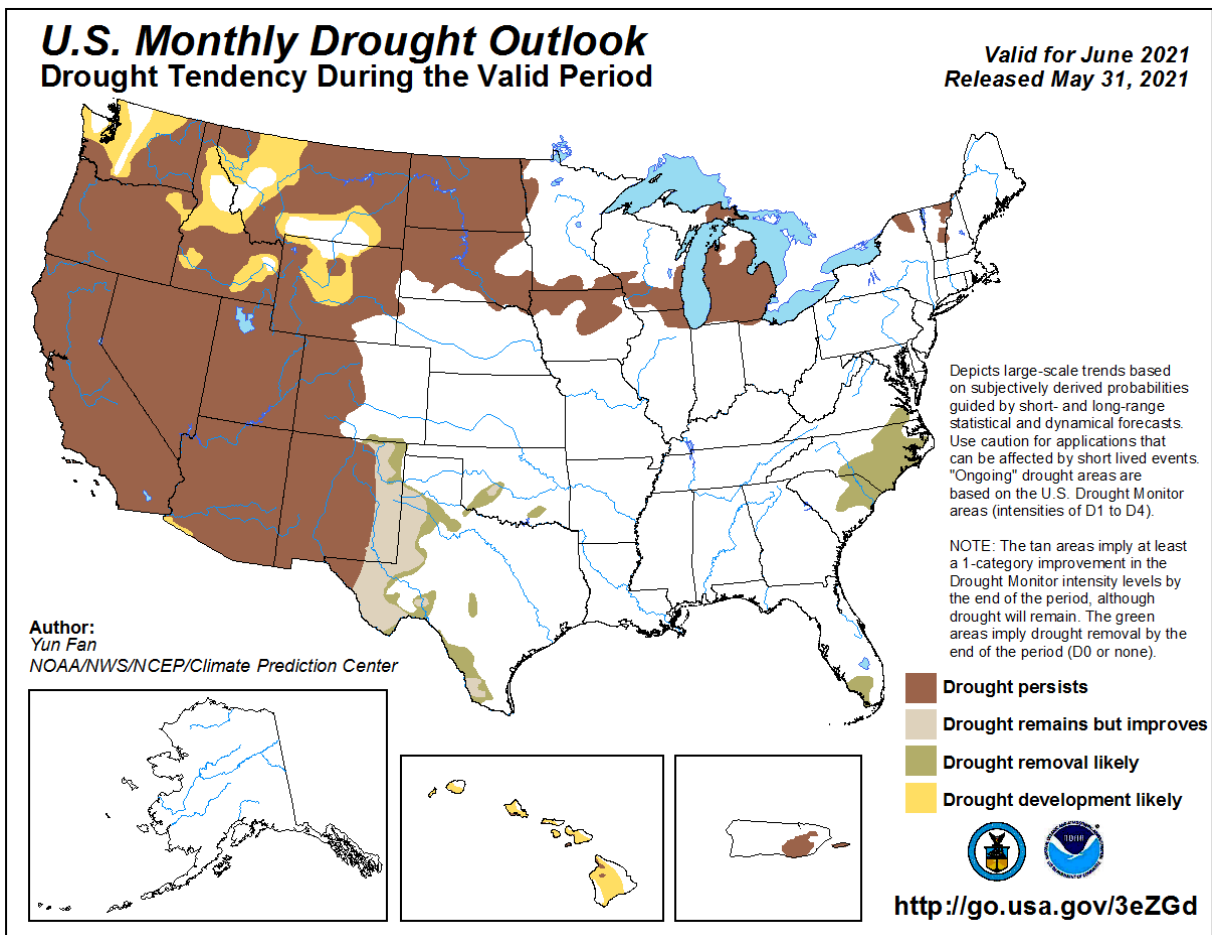 U.S. Monthly Drought Outlook
Drought Tendency During the Valid Period
Valid for June 2021
Released May 31, 2021
Depicts large-scale trends based
on subjectively derived probabilities
guided by short- and long-range
statistical and dynamical forecasts.
Use caution for applications that
can be affected by short lived events.
"Ongoing" drought areas are
based on the U.S. Drought Monitor
areas (intensities of D1 to D4).
NOTE: The tan areas imply at least
a 1-category improvement in the
Drought Monitor intensity levels by
the end of the period, although
drought will remain. The green
areas imply drought removal by the
end of the period (D0 or none).
Author:
Yun Fan
NOAA/NWS/NCEP/Climate Prediction Center
Drought persists
Drought remains but improves
Drought removal likely
Drought development likely
http://go.usa.gov/3eZGd